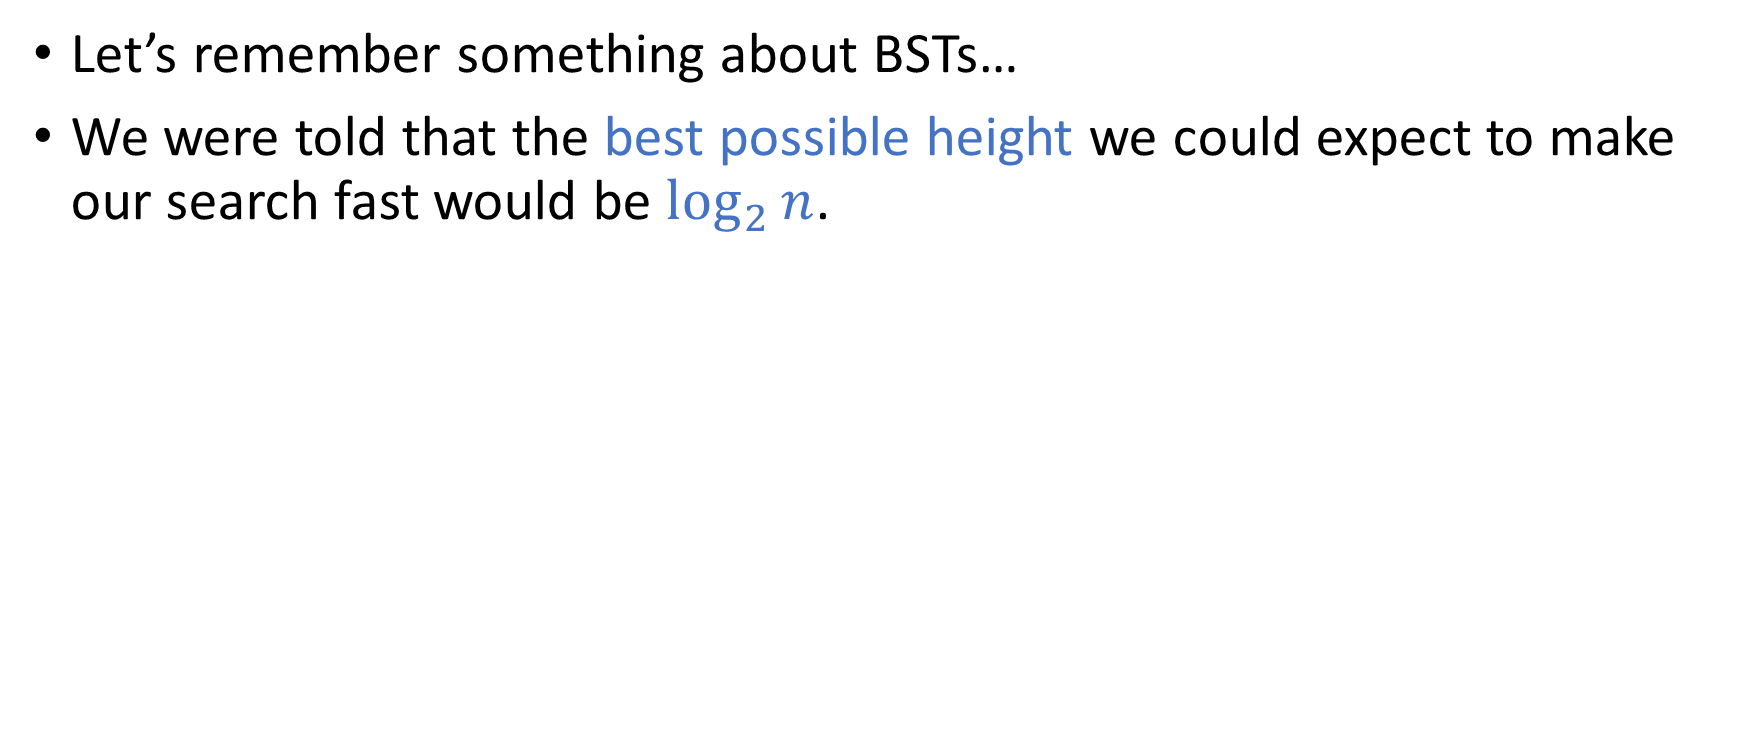 • Let’s remember something about BSTs…
• We were told that the best possible height we could expect to make
our search fast would be log₂ n.